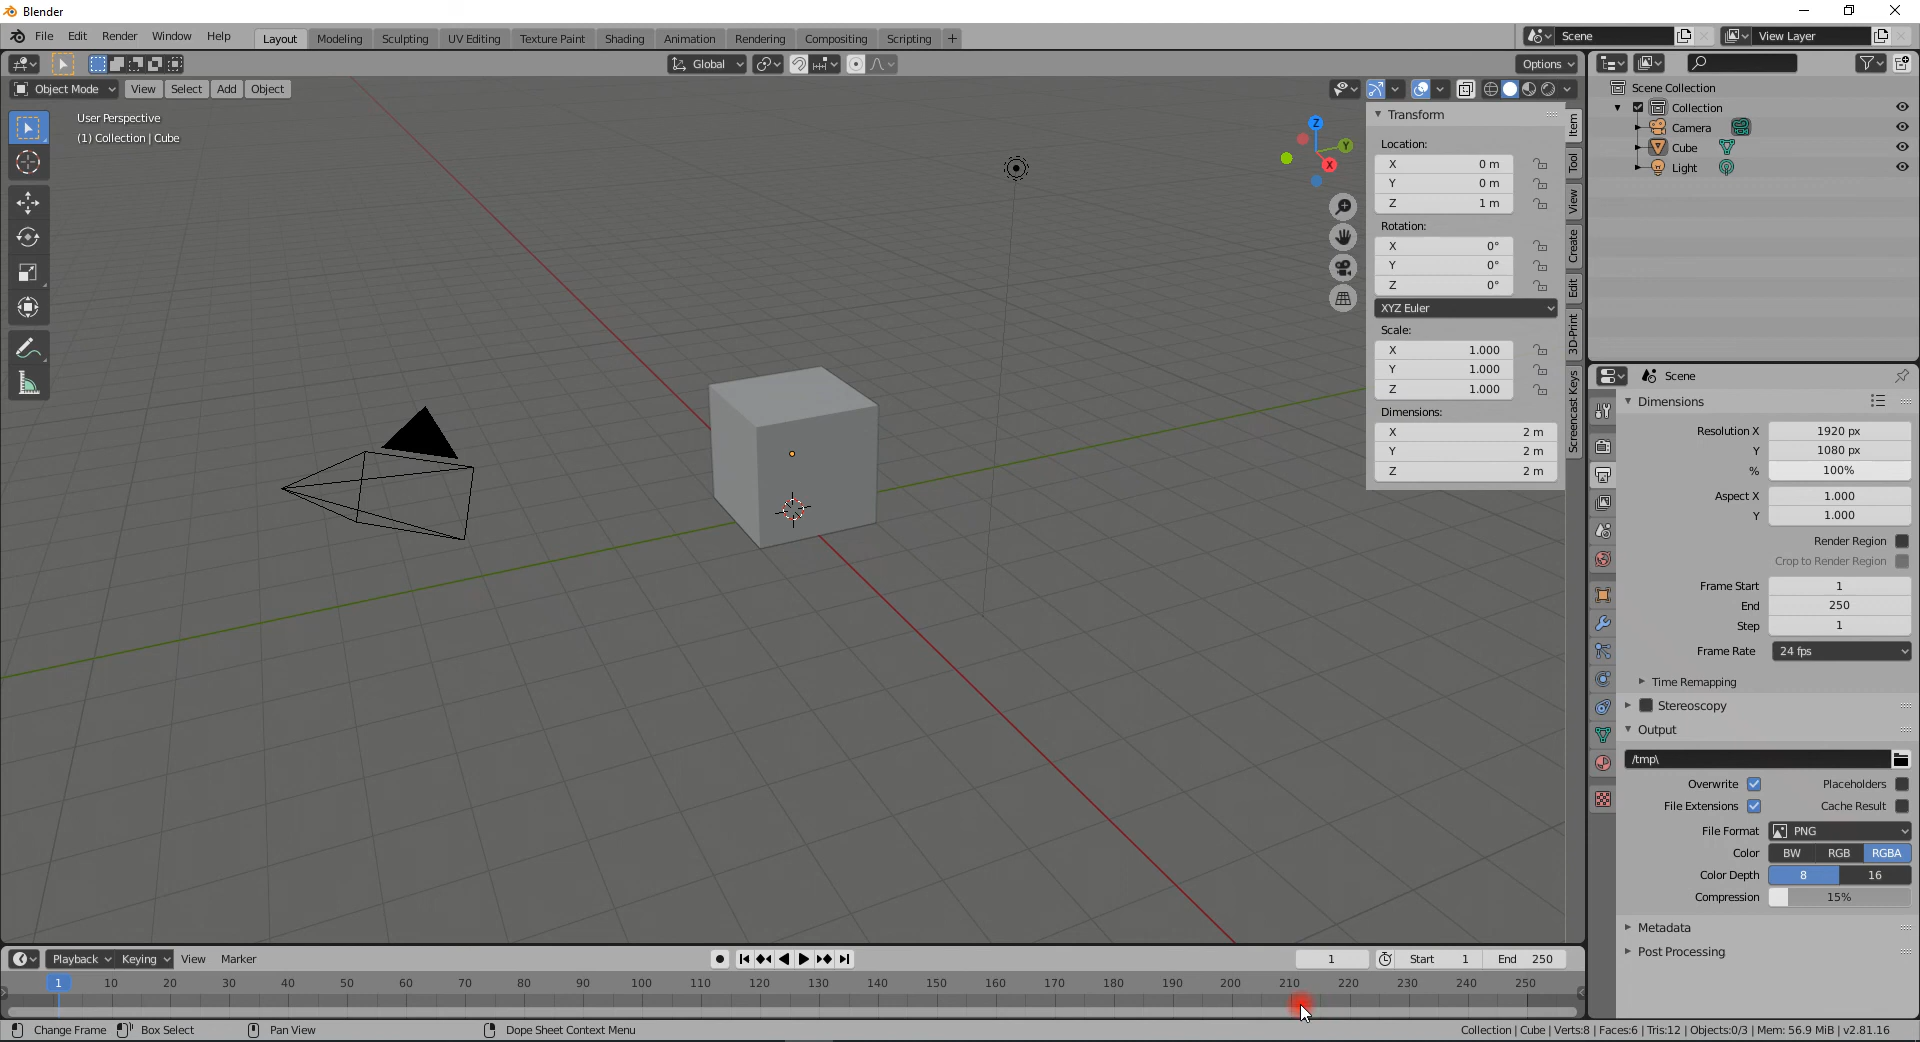 Blender
File Edit Render Window Help Layout Modeling Sculpting UV Editing Texture Paint Shading Animation Rendering Compositing Scripting + Scene View Layer
Global Options
Object Mode View Select Add Object
User Perspective
(1) Collection | Cube
Z
Y
X
Transform
Location:
X 0 m
Y 0 m
Z 1 m
Rotation:
X 0°
Y 0°
Z 0°
XYZ Euler
Scale:
X 1.000
Y 1.000
Z 1.000
Dimensions:
X 2 m
Y 2 m
Z 2 m
Item
Tool
View
Create
Edit
3D-Print
Screencast Keys
Scene Collection
Collection
Camera
Cube
Light
Scene
Dimensions
Resolution X 1920 px
Y 1080 px
% 100%
Aspect X 1.000
Y 1.000
Render Region
Crop to Render Region
Frame Start 1
End 250
Step 1
Frame Rate 24 fps
Time Remapping
Stereoscopy
Output
/tmp\
Overwrite Placeholders
File Extensions Cache Result
File Format PNG
Color BW RGB RGBA
Color Depth 8 16
Compression 15%
Metadata
Post Processing
Playback Keying View Marker 1 Start 1 End 250
1 10 20 30 40 50 60 70 80 90 100 110 120 130 140 150 160 170 180 190 200 210 220 230 240 250
Change Frame Box Select Pan View Dope Sheet Context Menu Collection | Cube | Verts:8 | Faces:6 | Tris:12 | Objects:0/3 | Mem: 56.9 MiB | v2.81.16